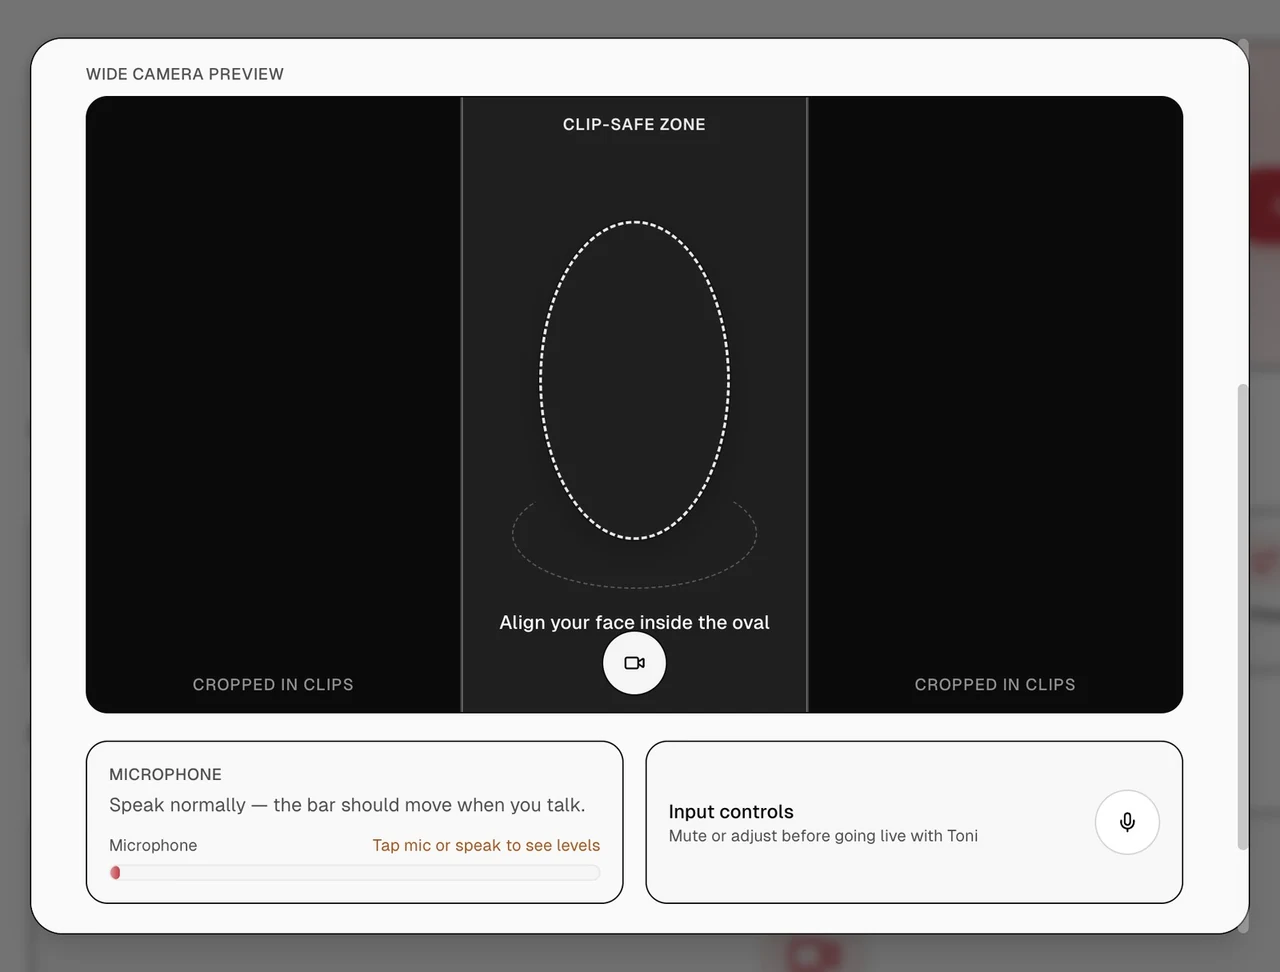 WIDE CAMERA PREVIEW
CLIP-SAFE ZONE
Align your face inside the oval
CROPPED IN CLIPS
CROPPED IN CLIPS
MICROPHONE
Speak normally — the bar should move when you talk.
Microphone
Tap mic or speak to see levels
Input controls
Mute or adjust before going live with Toni